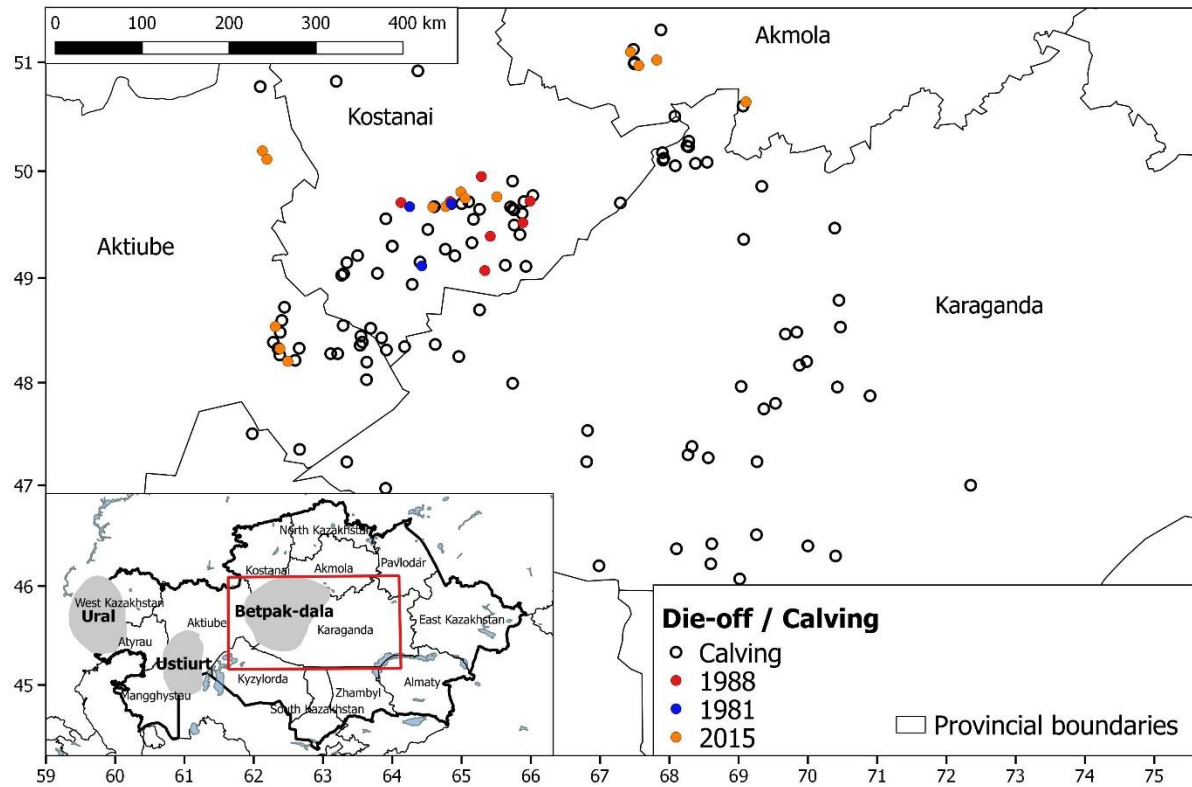 0 100 200 300 400 km
Akmola
Kostanai
Aktiube
Karaganda
51
50
49
48
47
46
45
North Kazakhstan
Pavlodar
Kostanai
Akmola
West Kazakhstan
Ural
Betpak-dala
East Kazakhstan
Aktiube
Karaganda
Atyrau
Ustiurt
Kyzylorda
Zhambyl
Almaty
Mangghystau
South Kazakhstan
Die-off / Calving
Calving
1988
1981
2015
Provincial boundaries
59 60 61 62 63 64 65 66 67 68 69 70 71 72 73 74 75